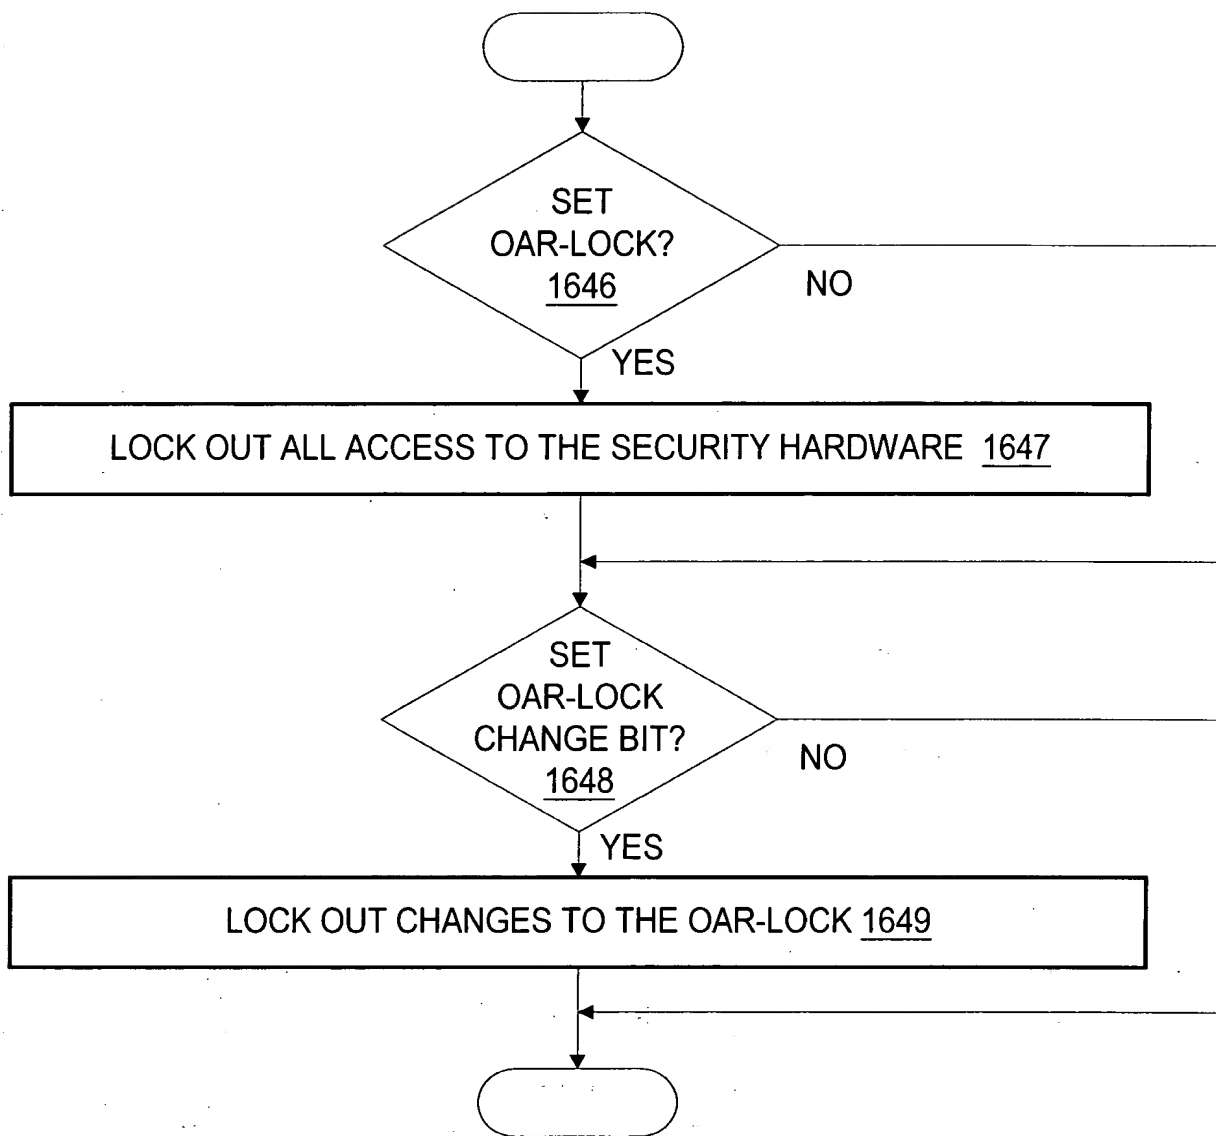 SET
OAR-LOCK?
1646
NO
YES
LOCK OUT ALL ACCESS TO THE SECURITY HARDWARE 1647
SET
OAR-LOCK
CHANGE BIT?
1648
NO
YES
LOCK OUT CHANGES TO THE OAR-LOCK 1649